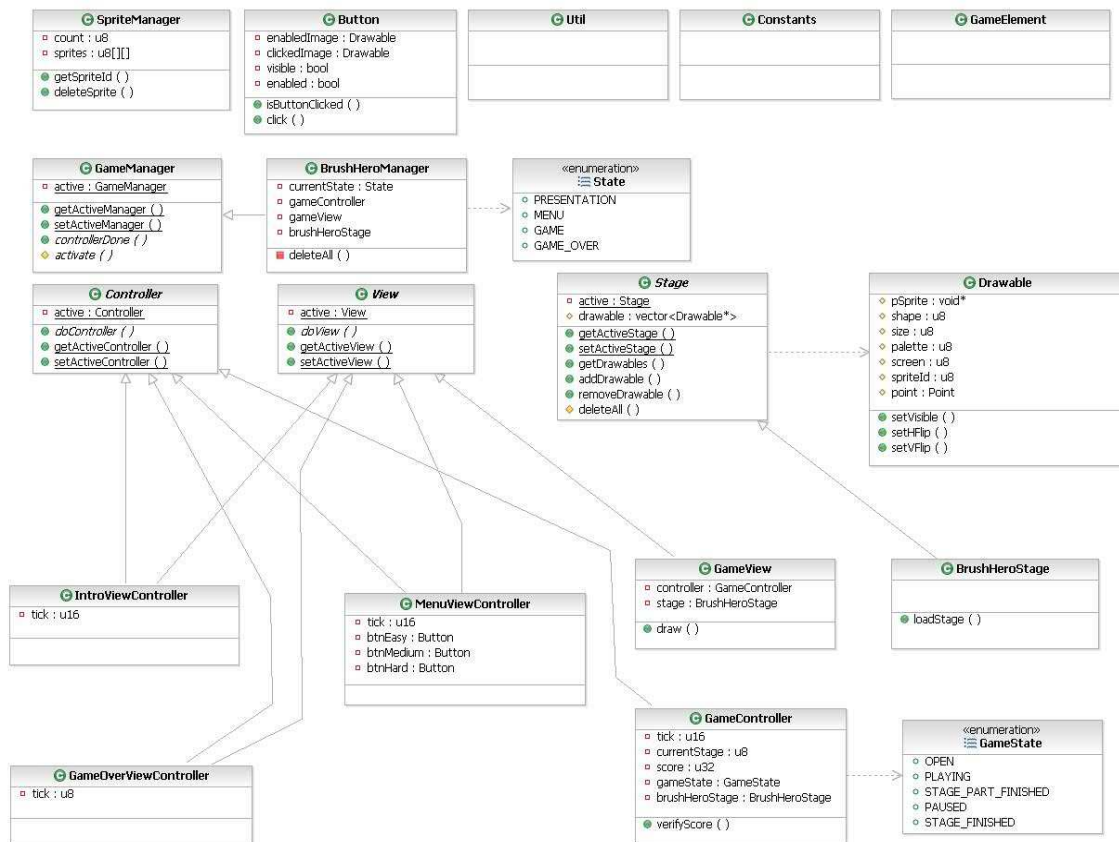 SpriteManager
count : u8
sprites : u8[][]
getSpriteId ( )
deleteSprite ( )
Button
enabledImage : Drawable
clickedImage : Drawable
visible : bool
enabled : bool
isButtonClicked ( )
click ( )
Util
Constants
GameElement
GameManager
active : GameManager
getActiveManager ( )
setActiveManager ( )
controllerDone ( )
activate ( )
BrushHeroManager
currentState : State
gameController
gameView
brushHeroStage
deleteAll ( )
«enumeration»
State
PRESENTATION
MENU
GAME
GAME_OVER
Controller
active : Controller
doController ( )
getActiveController ( )
setActiveController ( )
View
active : View
doView ( )
getActiveView ( )
setActiveView ( )
Stage
active : Stage
drawable : vector<Drawable*>
getActiveStage ( )
setActiveStage ( )
getDrawables ( )
addDrawable ( )
removeDrawable ( )
deleteAll ( )
Drawable
pSprite : void*
shape : u8
size : u8
palette : u8
screen : u8
spriteId : u8
point : Point
setVisible ( )
setHFlip ( )
setVFlip ( )
IntroViewController
tick : u16
MenuViewController
tick : u16
btnEasy : Button
btnMedium : Button
btnHard : Button
GameView
controller : GameController
stage : BrushHeroStage
draw ( )
BrushHeroStage
loadStage ( )
GameOverViewController
tick : u8
GameController
tick : u16
currentStage : u8
score : u32
gameState : GameState
brushHeroStage : BrushHeroStage
verifyScore ( )
«enumeration»
GameState
OPEN
PLAYING
STAGE_PART_FINISHED
PAUSED
STAGE_FINISHED